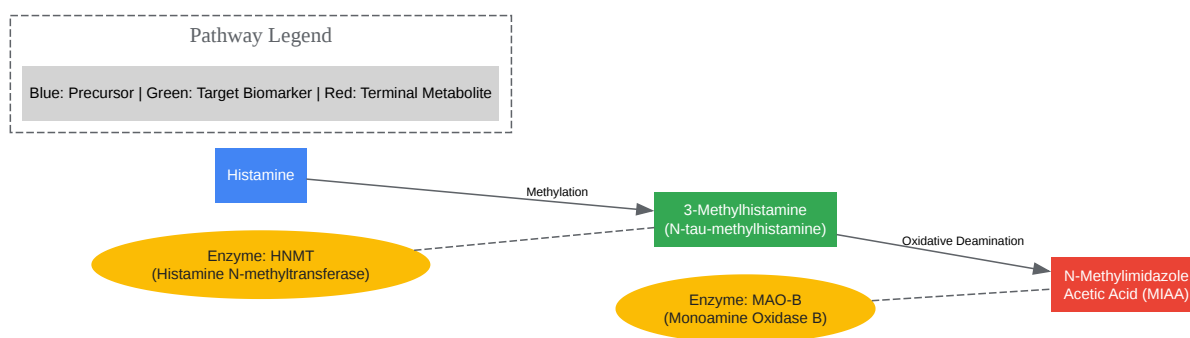 Pathway Legend
Blue: Precursor | Green: Target Biomarker | Red: Terminal Metabolite
Histamine
Methylation
3-Methylhistamine
(N-tau-methylhistamine)
Oxidative Deamination
Enzyme: HNMT
(Histamine N-methyltransferase)
N-Methylimidazole
Acetic Acid (MIAA)
Enzyme: MAO-B
(Monoamine Oxidase B)